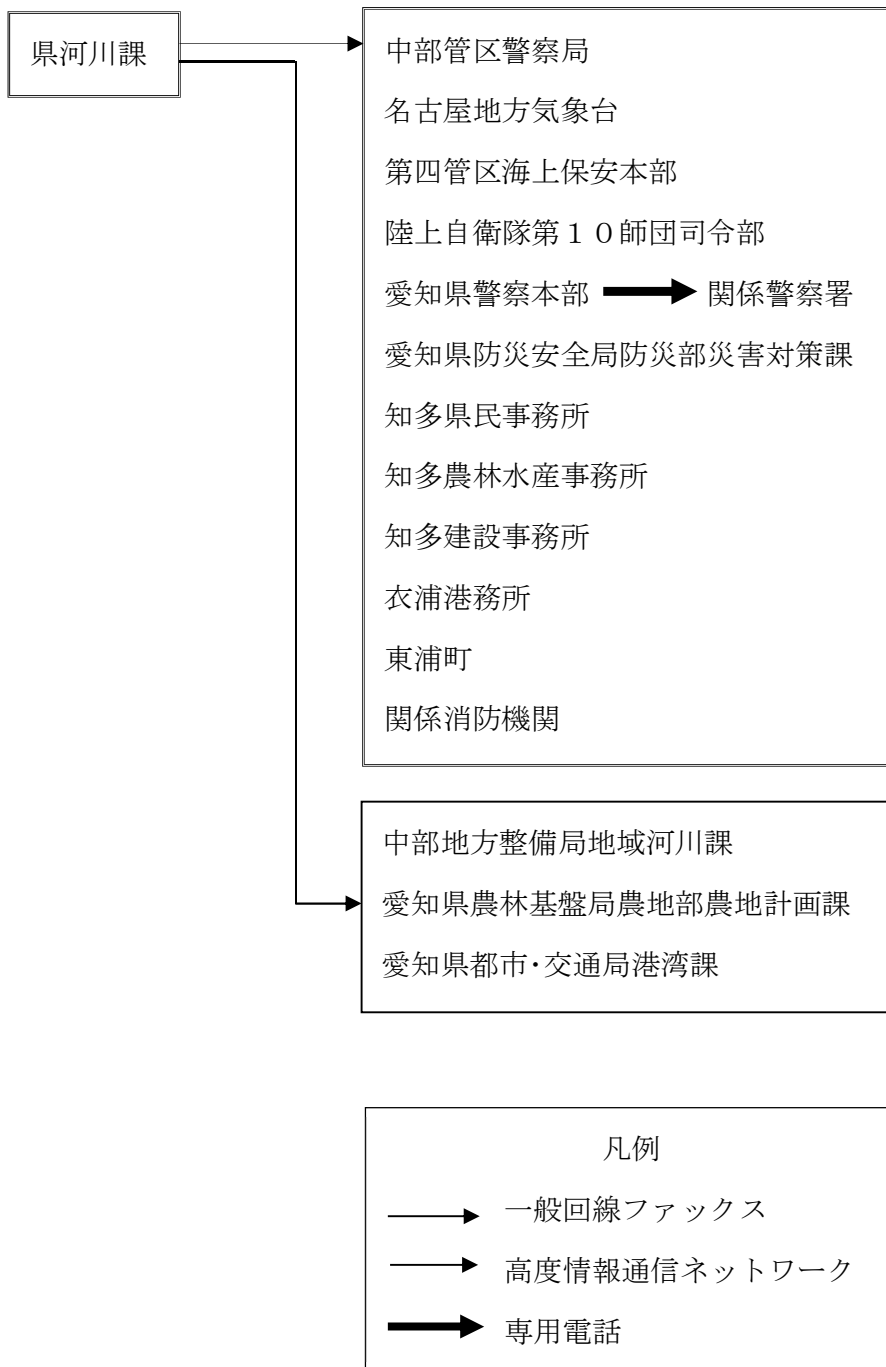 県河川課
中部管区警察局
名古屋地方気象台
第四管区海上保安本部
陸上自衛隊第１０師団司令部
愛知県警察本部 関係警察署
愛知県防災安全局防災部災害対策課
知多県民事務所
知多農林水産事務所
知多建設事務所
衣浦港務所
東浦町
関係消防機関
中部地方整備局地域河川課
愛知県農林基盤局農地部農地計画課
愛知県都市･交通局港湾課
凡例
一般回線ファックス
高度情報通信ネットワーク
専用電話